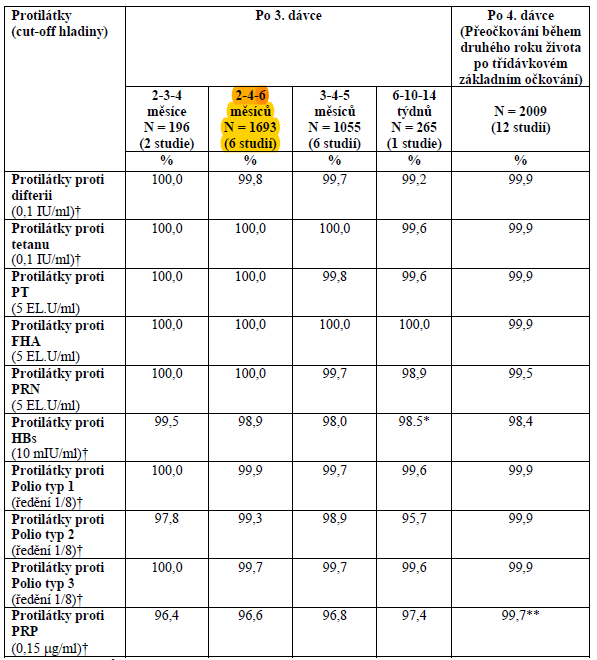 Protilátky
(cut-off hladiny)
Po 3. dávce
Po 4. dávce
(Přeočkování během
druhého roku života
po třídávkovém
základním očkování)
2-3-4
měsíce
N = 196
(2 studie)
2-4-6
měsíců
N = 1693
(6 studií)
3-4-5
měsíců
N = 1055
(6 studií)
6-10-14
týdnů
N = 265
(1 studie)
N = 2009
(12 studií)
% % % % %
Protilátky proti
difterii
(0,1 IU/ml)†
100,0 99,8 99,7 99,2 99,9
Protilátky proti
tetanu
(0,1 IU/ml)†
100,0 100,0 100,0 99,6 99,9
Protilátky proti
PT
(5 EL.U/ml)
100,0 100,0 99,8 99,6 99,9
Protilátky proti
FHA
(5 EL.U/ml)
100,0 100,0 100,0 100,0 99,9
Protilátky proti
PRN
(5 EL.U/ml)
100,0 100,0 99,7 98,9 99,5
Protilátky proti
HBs
(10 mIU/ml)†
99,5 98,9 98,0 98.5* 98,4
Protilátky proti
Polio typ 1
(ředění 1/8)†
100,0 99,9 99,7 99,6 99,9
Protilátky proti
Polio typ 2
(ředění 1/8)†
97,8 99,3 98,9 95,7 99,9
Protilátky proti
Polio typ 3
(ředění 1/8)†
100,0 99,7 99,7 99,6 99,9
Protilátky proti
PRP
(0,15 µg/ml)†
96,4 96,6 96,8 97,4 99,7**